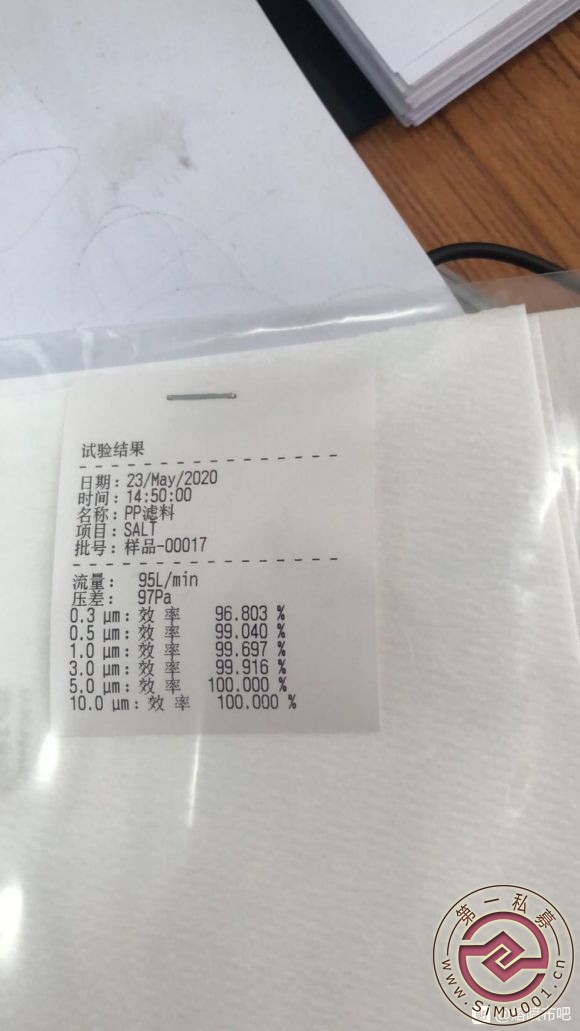 试验结果
日期：23/May/2020
时间：14:50:00
名称：PP滤料
项目：SALT
批号：样品-00017
流量： 95L/min
压差： 97Pa
0.3 μm：效 率 96.803 %
0.5 μm：效 率 99.040 %
1.0 μm：效 率 99.697 %
3.0 μm：效 率 99.916 %
5.0 μm：效 率 100.000 %
10.0 μm：效 率 100.000 %
第一私募
www.SiMu001.cn
布吧